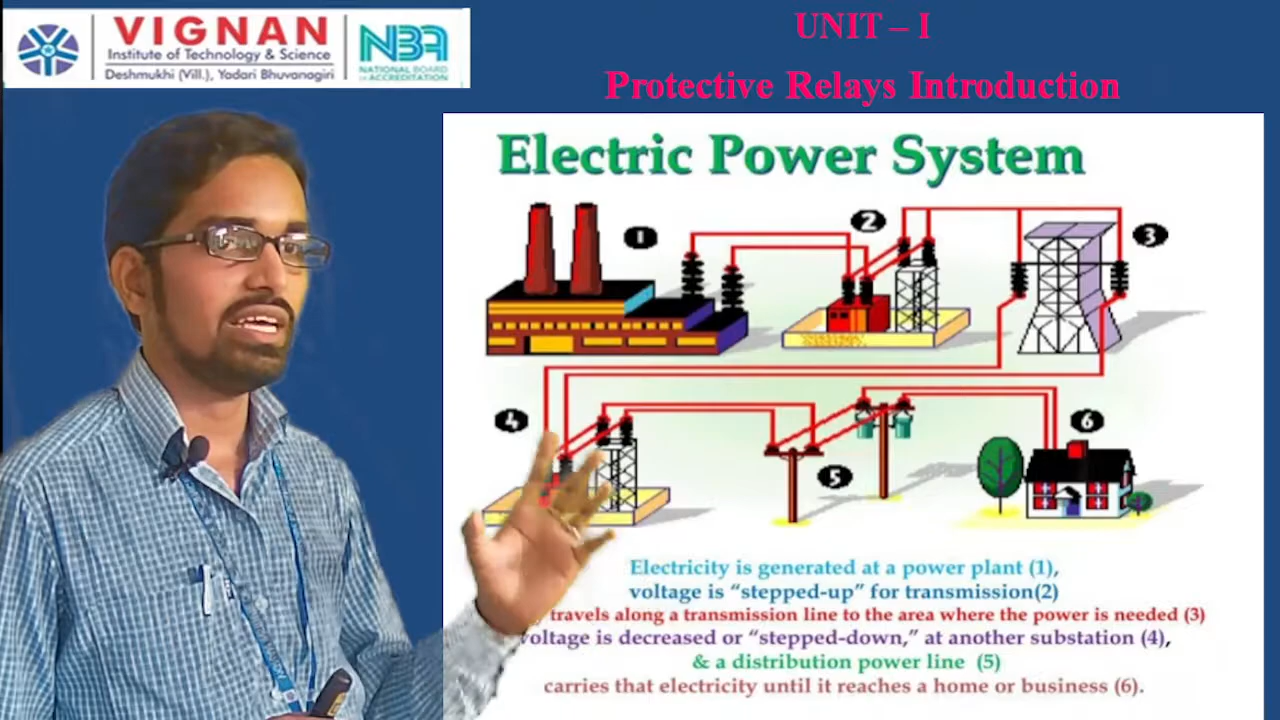 VIGNAN
Institute of Technology & Science
Deshmukhi (Vill.), Yadari Bhuvanagiri
NBA
NATIONAL BOARD
of ACCREDITATION
UNIT – I
Protective Relays Introduction
Electric Power System
1
2
3
4
5
6
Electricity is generated at a power plant (1),
voltage is “stepped-up” for transmission(2)
travels along a transmission line to the area where the power is needed (3)
voltage is decreased or “stepped-down,” at another substation (4),
& a distribution power line (5)
carries that electricity until it reaches a home or business (6).